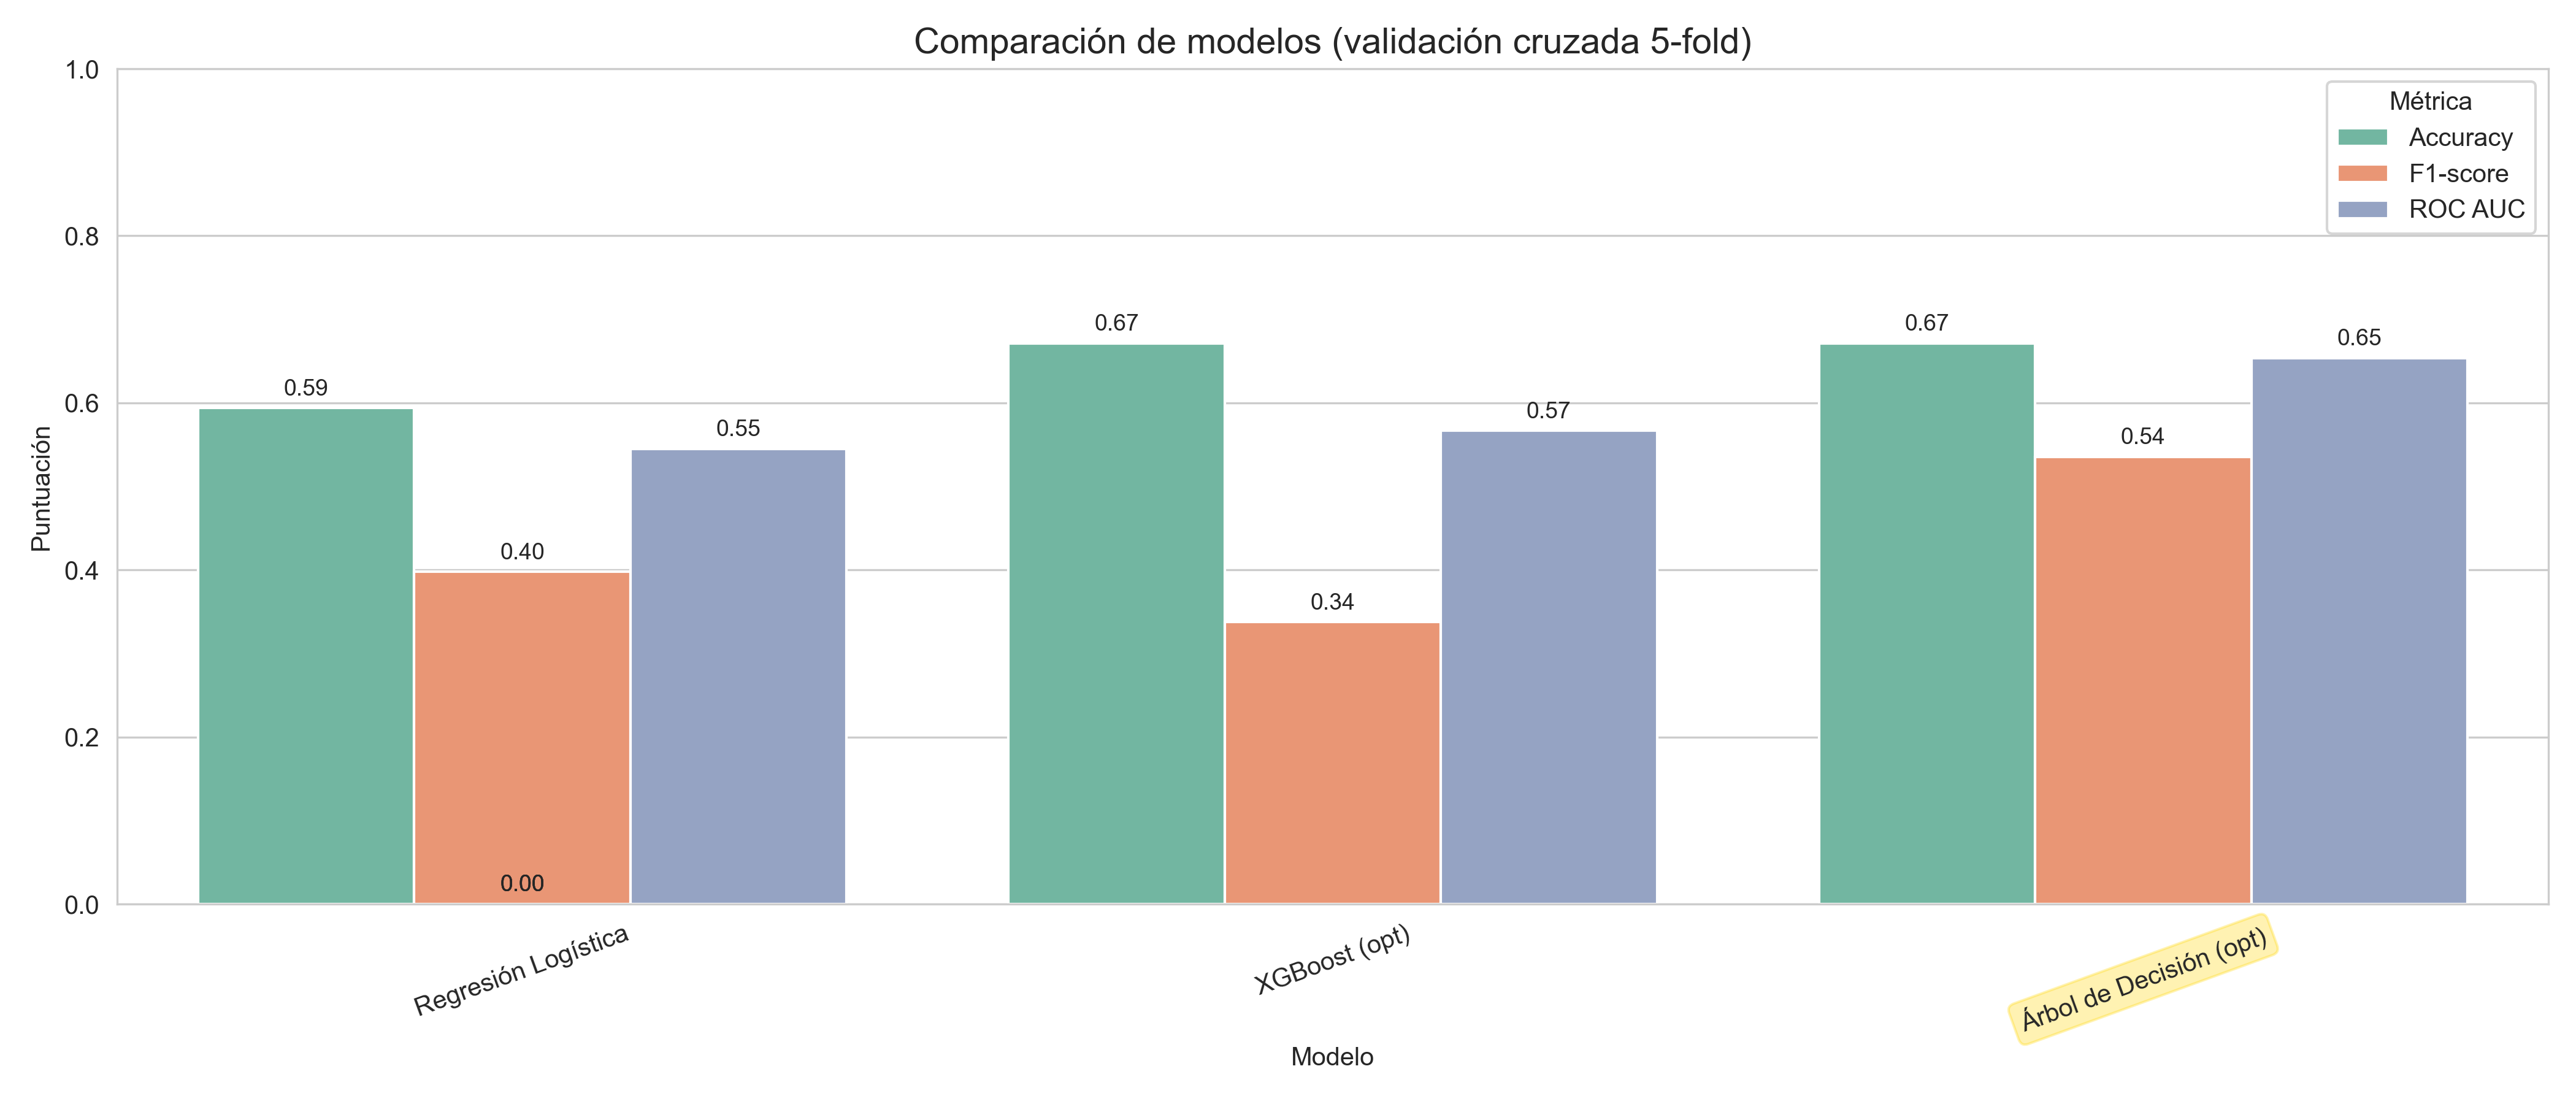 Comparación de modelos (validación cruzada 5-fold)
Métrica
Accuracy
F1-score
ROC AUC
Puntuación
1.0
0.8
0.6
0.4
0.2
0.0
0.59
0.40
0.55
0.00
0.67
0.34
0.57
0.67
0.54
0.65
Regresión Logística
XGBoost (opt)
Árbol de Decisión (opt)
Modelo